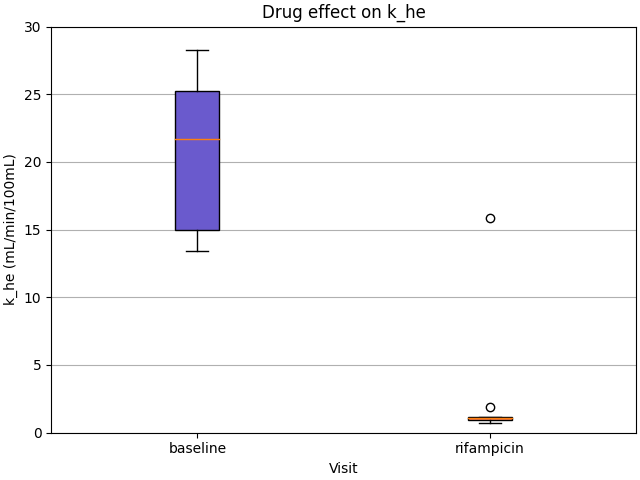 Drug effect on k_he
30
25
20
15
10
5
0
k_he (mL/min/100mL)
baseline
rifampicin
Visit